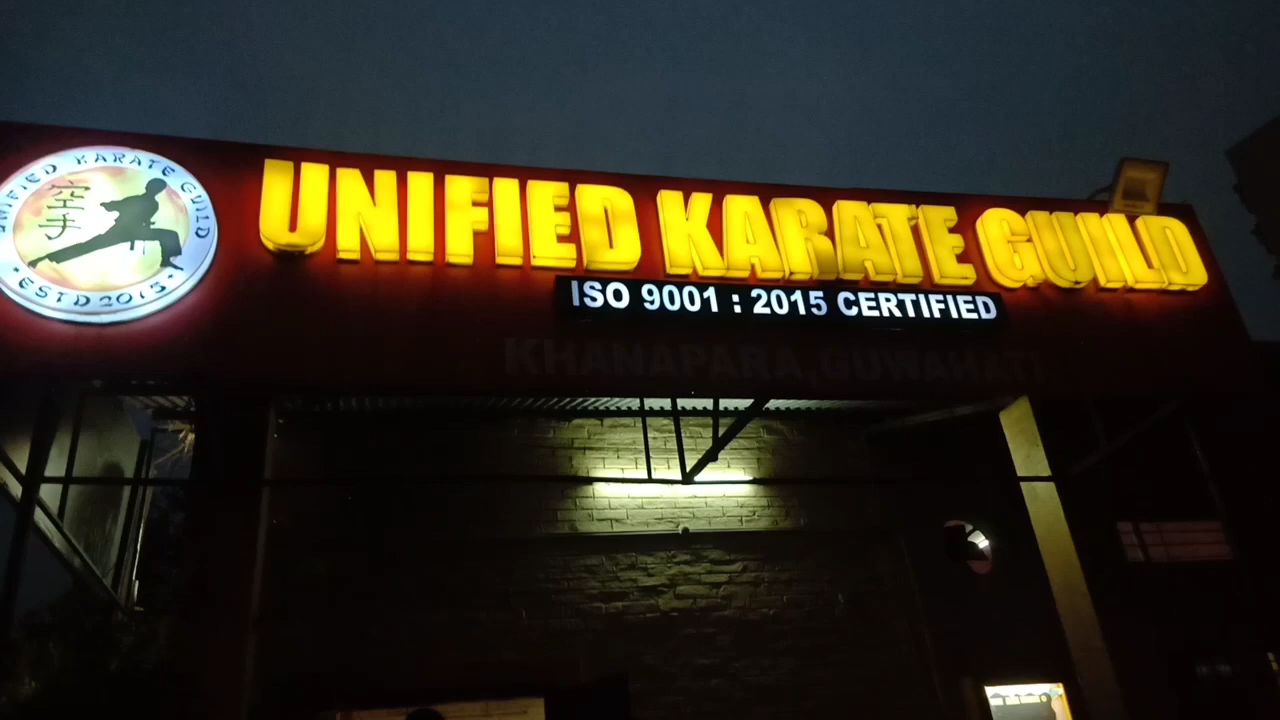 UNIFIED KARATE GUILD
空手
ESTD 2015
UNIFIED KARATE GUILD
ISO 9001 : 2015 CERTIFIED
KHANAPARA, GUWAHATI